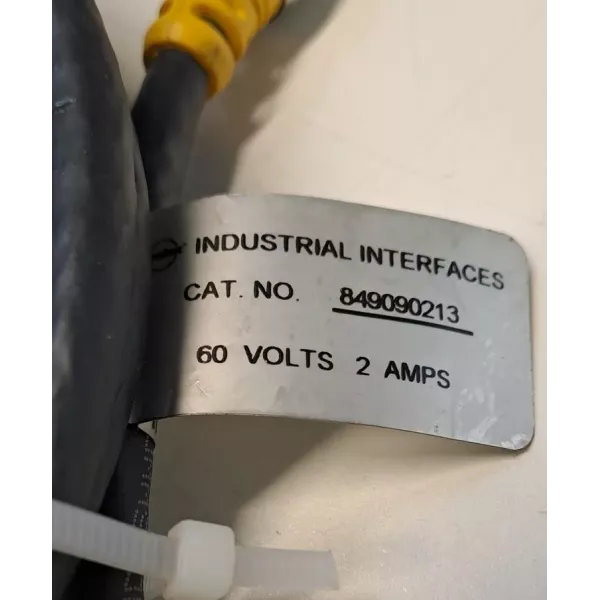 INDUSTRIAL INTERFACES
CAT. NO. 849090213
60 VOLTS 2 AMPS